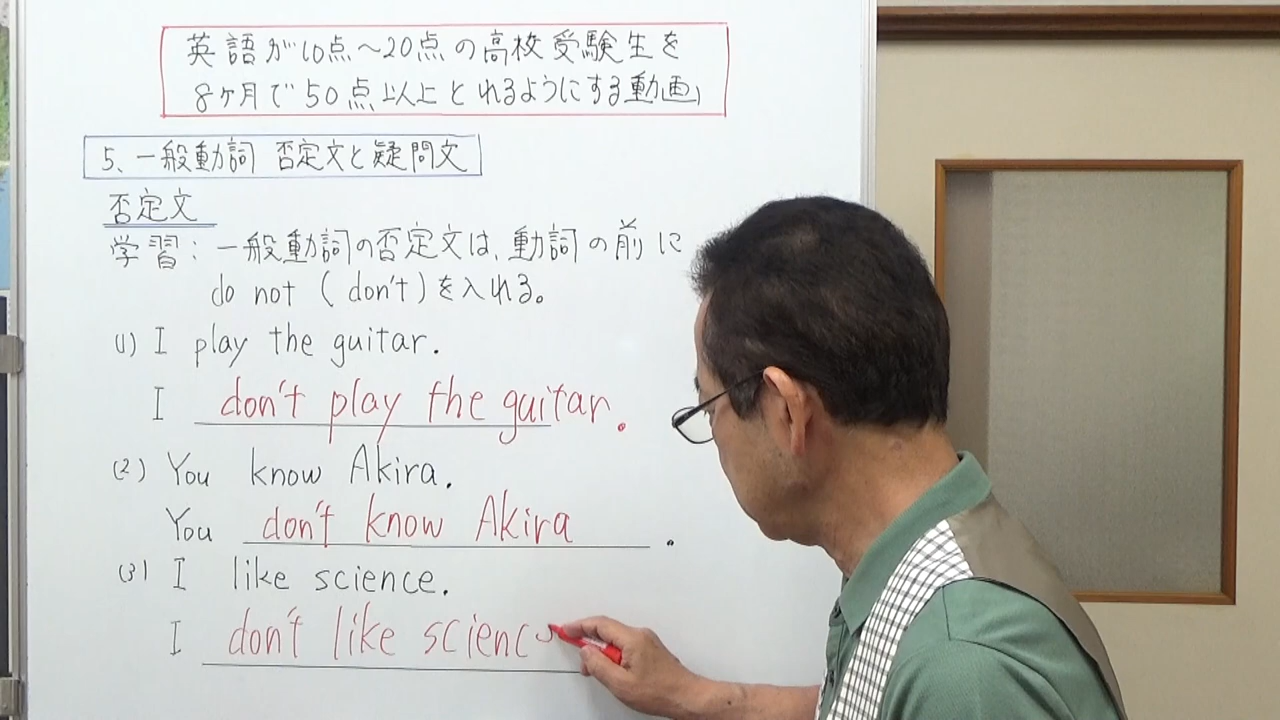 英語が10点〜20点の高校受験生を
8ヶ月で50点以上とれるようにする動画」
5、一般動詞 否定文と疑問文
否定文
学習：一般動詞の否定文は、動詞の前に
do not (don't)を入れる。
(1) I play the guitar.
I don't play the guitar.
(2) You know Akira.
You don't know Akira.
(3) I like science.
I don't like scienc